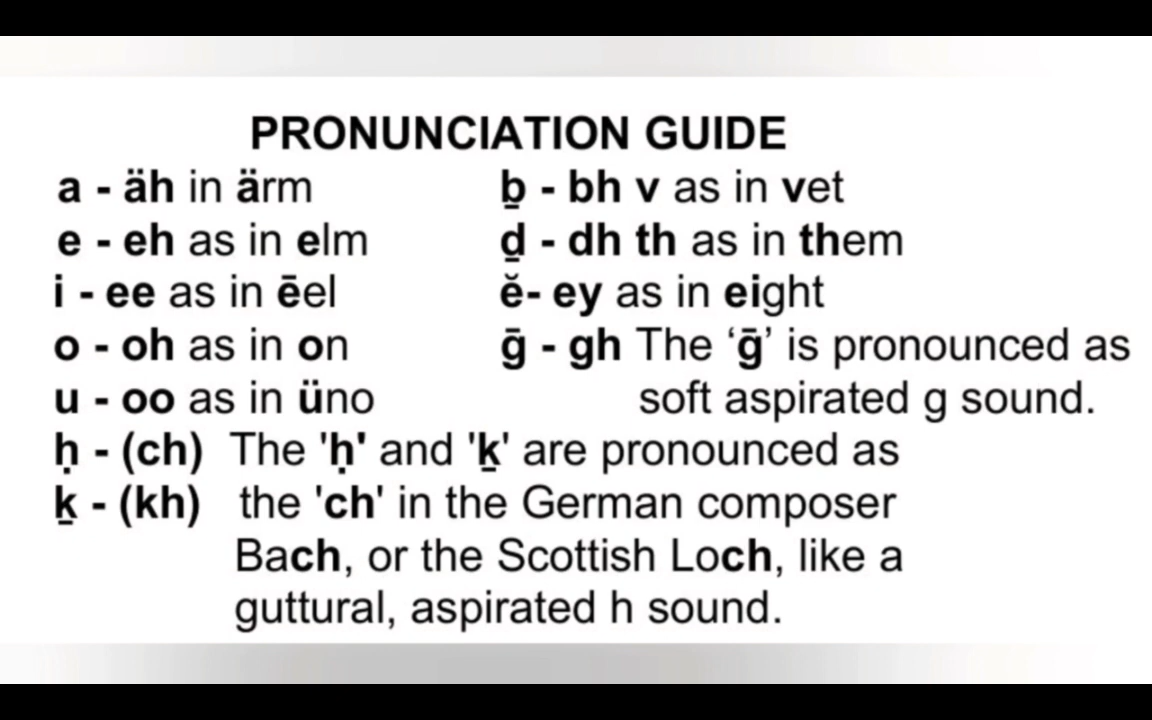 PRONUNCIATION GUIDE
a - äh in ärm
e - eh as in elm
i - ee as in ēel
o - oh as in on
u - oo as in üno
ḇ - bh v as in vet
ḏ - dh th as in them
ĕ- ey as in eight
ḡ - gh The ‘ḡ’ is pronounced as
soft aspirated g sound.
ḥ - (ch) The 'ḥ' and 'ḵ' are pronounced as
ḵ - (kh) the 'ch' in the German composer
Bach, or the Scottish Loch, like a
guttural, aspirated h sound.